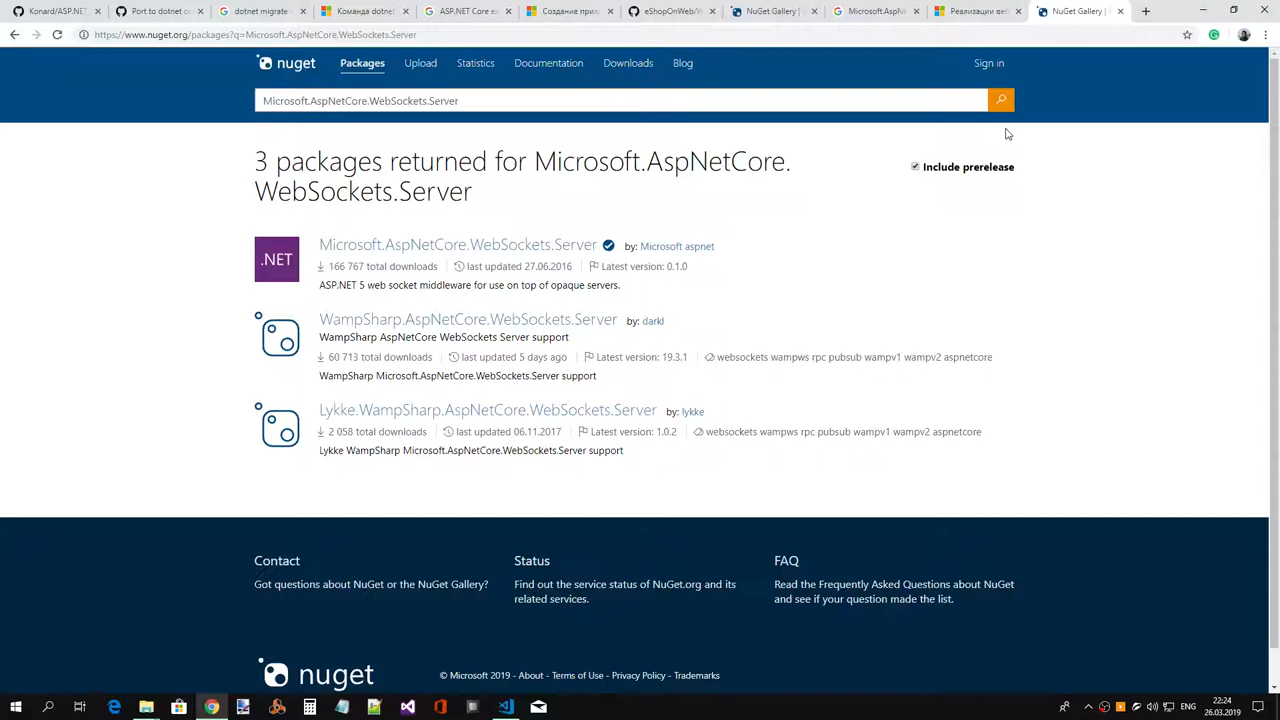 Konard/ASP.NET
Port to dotnet co
dotnet migrate -
Команда dotnet
ASP.NET Core ex
Создание прил
eShopOnWeb/W
NuGet Gallery |
Microsoft.AspNe
Реализации веб
NuGet Gallery |
https://www.nuget.org/packages?q=Microsoft.AspNetCore.WebSockets.Server
nuget
Packages
Upload
Statistics
Documentation
Downloads
Blog
Sign in
Microsoft.AspNetCore.WebSockets.Server
3 packages returned for Microsoft.AspNetCore.
WebSockets.Server
Include prerelease
.NET
Microsoft.AspNetCore.WebSockets.Server by: Microsoft aspnet
166 767 total downloads last updated 27.06.2016 Latest version: 0.1.0
ASP.NET 5 web socket middleware for use on top of opaque servers.
WampSharp.AspNetCore.WebSockets.Server by: darkl
WampSharp AspNetCore WebSockets Server support
60 713 total downloads last updated 5 days ago Latest version: 19.3.1 websockets wampws rpc pubsub wampv1 wampv2 aspnetcore
WampSharp Microsoft.AspNetCore.WebSockets.Server support
Lykke.WampSharp.AspNetCore.WebSockets.Server by: lykke
2 058 total downloads last updated 06.11.2017 Latest version: 1.0.2 websockets wampws rpc pubsub wampv1 wampv2 aspnetcore
Lykke WampSharp Microsoft.AspNetCore.WebSockets.Server support
Contact
Got questions about NuGet or the NuGet Gallery?
Status
Find out the service status of NuGet.org and its
related services.
FAQ
Read the Frequently Asked Questions about NuGet
and see if your question made the list.
nuget
© Microsoft 2019 - About - Terms of Use - Privacy Policy - Trademarks
ENG
22:24
26.03.2019